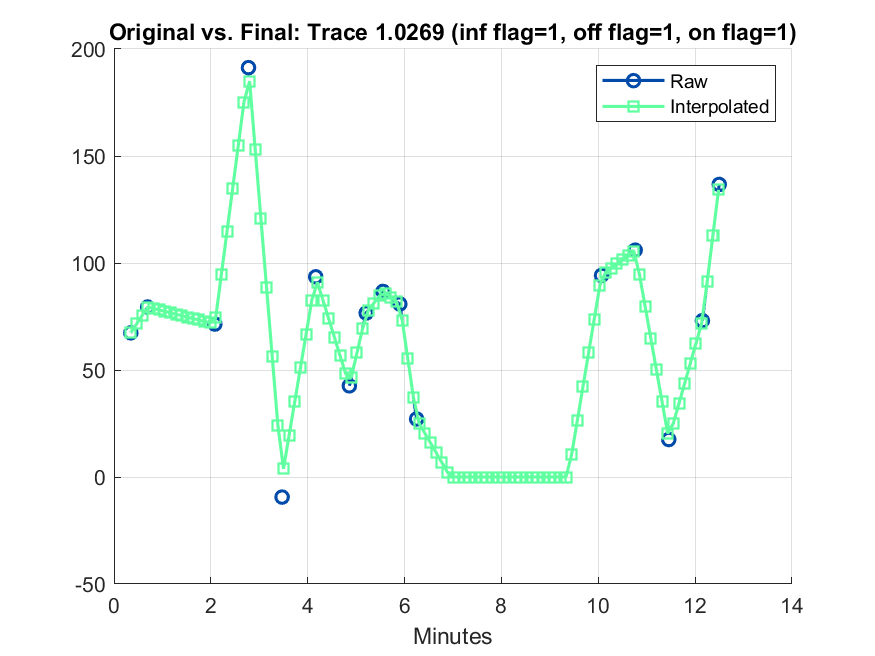 Original vs. Final: Trace 1.0269 (inf flag=1, off flag=1, on flag=1)
200
150
100
50
0
-50
Raw
Interpolated
0 2 4 6 8 10 12 14
Minutes